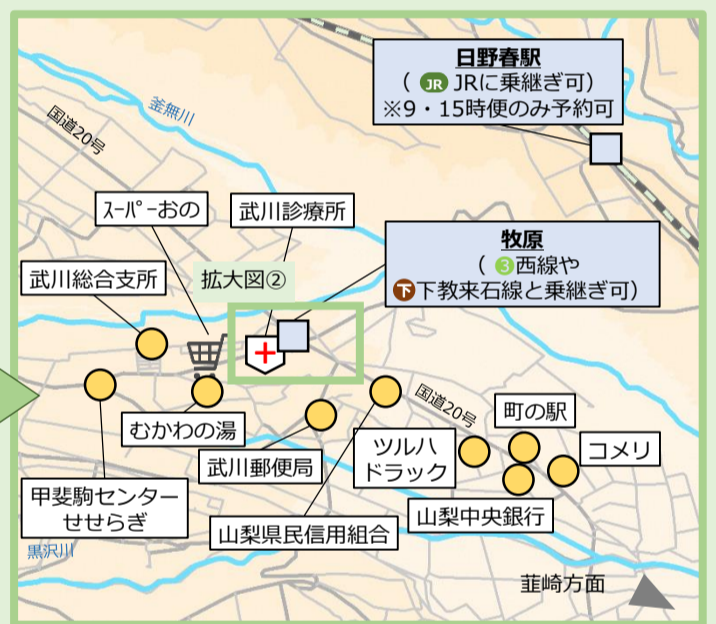 日野春駅
( JR JRに乗継ぎ可)
※9・15時便のみ予約可
国道20号
釜無川
スーパーおの
武川診療所
牧原
( ③西線や
下 下教来石線と乗継ぎ可)
武川総合支所
拡大図②
むかわの湯
武川郵便局
国道20号
町の駅
ツルハ
ドラック
コメリ
甲斐駒センター
せせらぎ
山梨県民信用組合
山梨中央銀行
黒沢川
韮崎方面